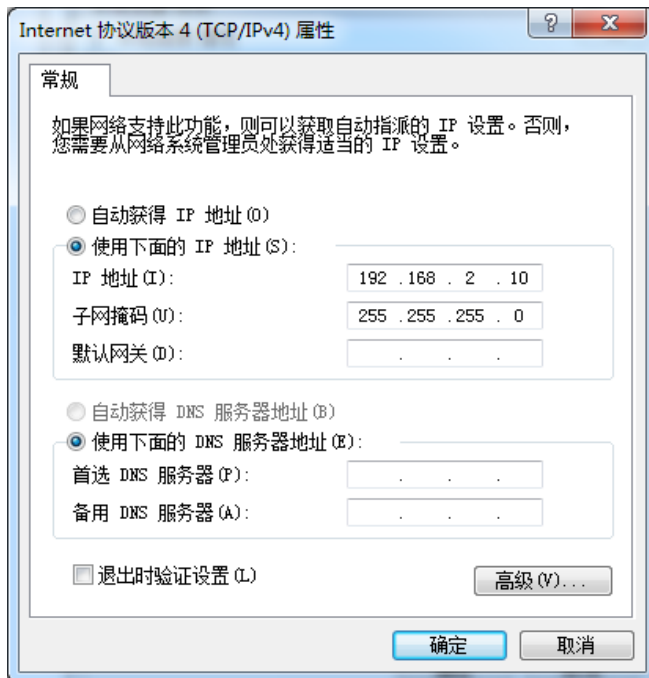 Internet 协议版本 4 (TCP/IPv4) 属性
常规
如果网络支持此功能，则可以获取自动指派的 IP 设置。否则，
您需要从网络系统管理员处获得适当的 IP 设置。
自动获得 IP 地址(O)
使用下面的 IP 地址(S):
IP 地址(I): 192 .168 . 2 . 10
子网掩码(U): 255 .255 .255 . 0
默认网关(D): . . .
自动获得 DNS 服务器地址(B)
使用下面的 DNS 服务器地址(E):
首选 DNS 服务器(P): . . .
备用 DNS 服务器(A): . . .
退出时验证设置(L)
高级(V)...
确定 取消